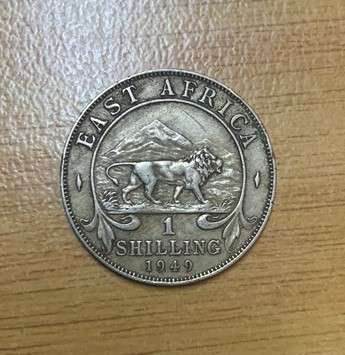 EAST AFRICA
1
SHILLING
1949